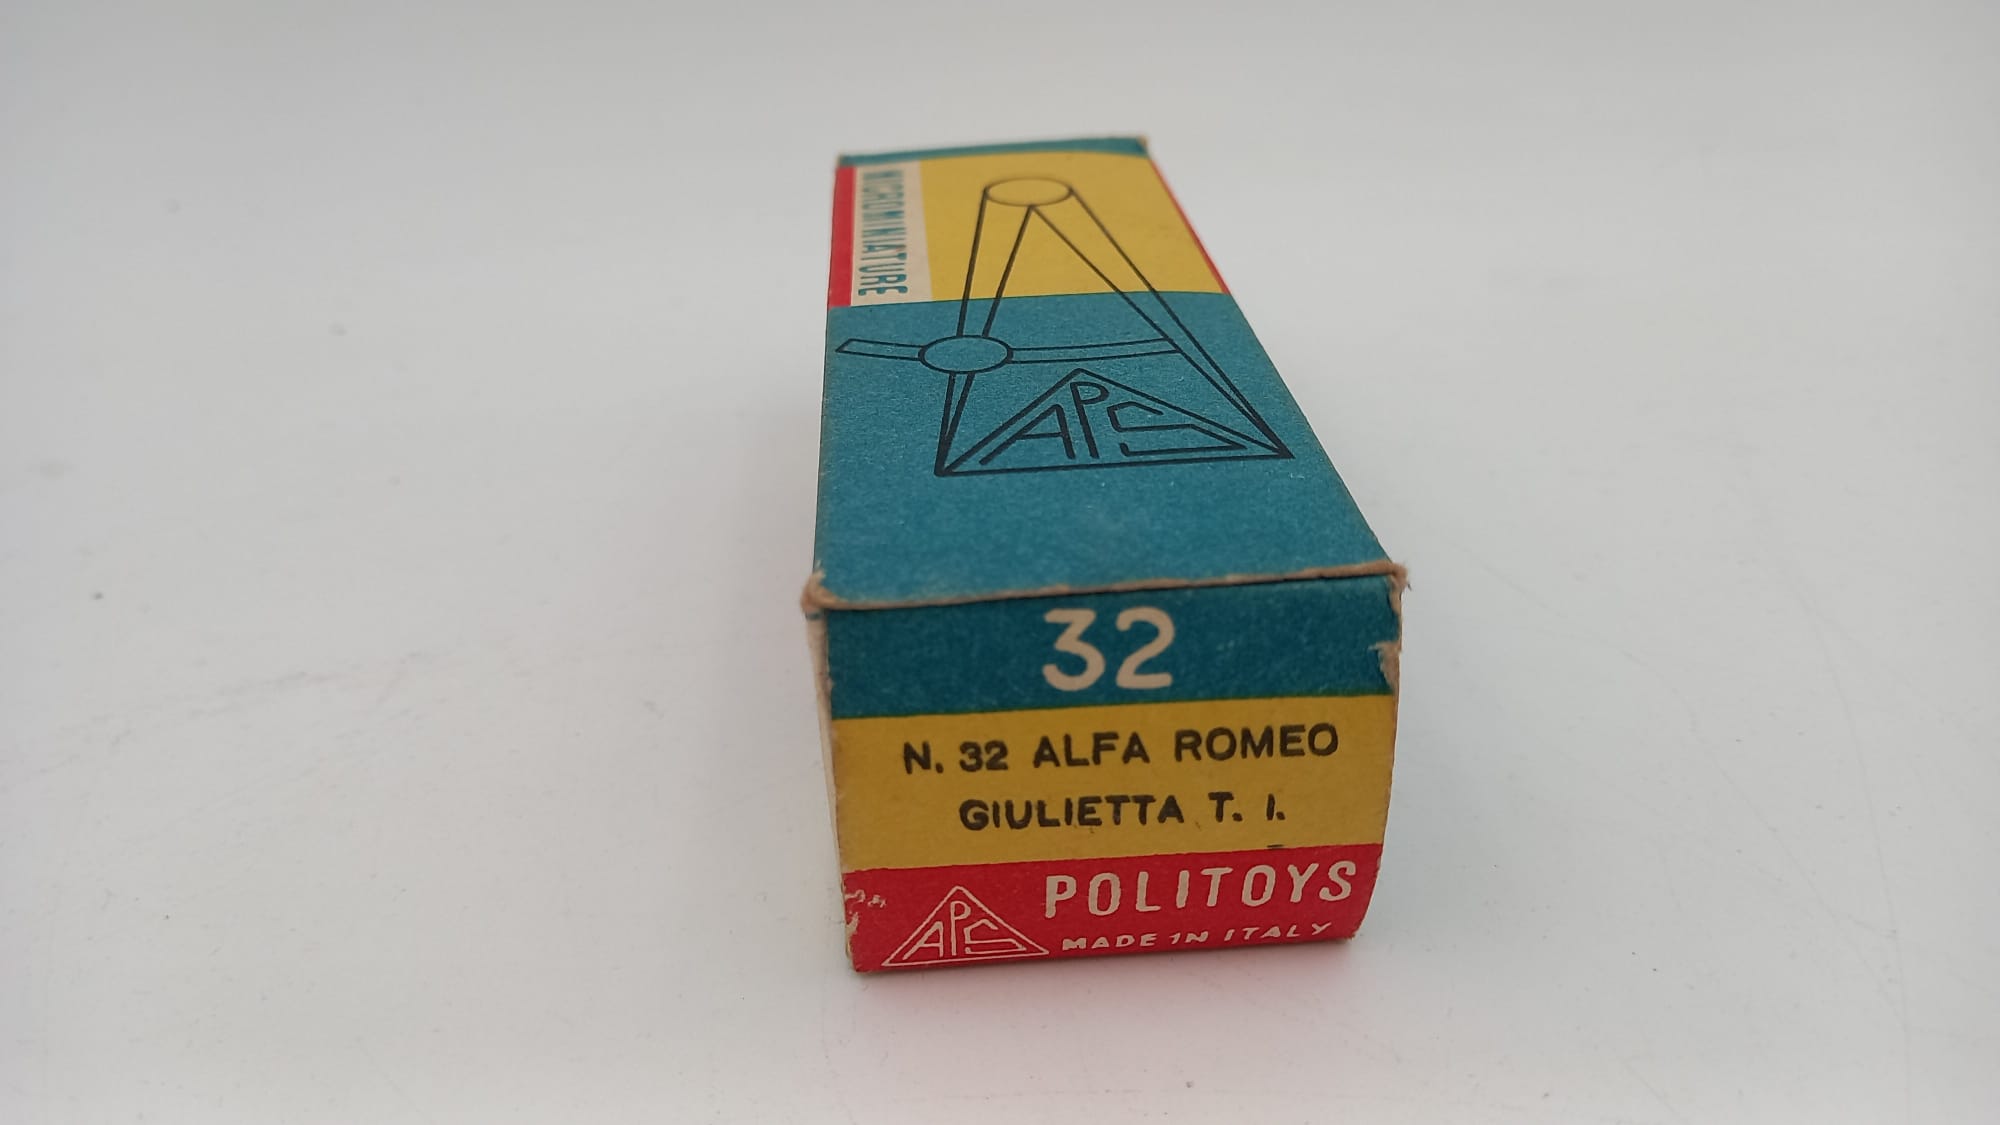 MICROMINIATURE
APS
32
N. 32 ALFA ROMEO
GIULIETTA T. I.
APS
POLITOYS
MADE IN ITALY